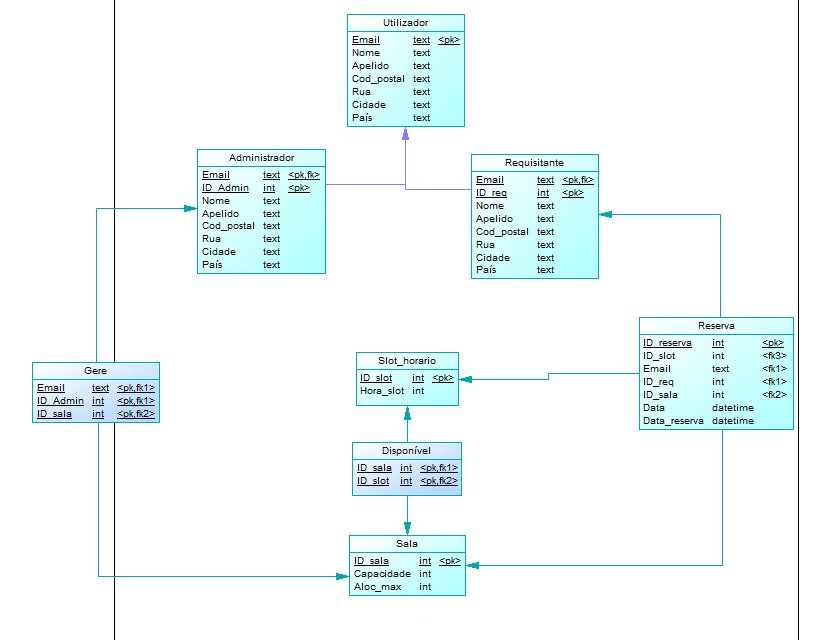 Utilizador
Email text <pk>
Nome text
Apelido text
Cod_postal text
Rua text
Cidade text
País text
Administrador
Email text <pk,fk>
ID_Admin int <pk>
Nome text
Apelido text
Cod_postal text
Rua text
Cidade text
País text
Requisitante
Email text <pk,fk>
ID_req int <pk>
Nome text
Apelido text
Cod_postal text
Rua text
Cidade text
País text
Reserva
ID_reserva int <pk>
ID_slot int <fk3>
Email text <fk1>
ID_req int <fk1>
ID_sala int <fk2>
Data datetime
Data_reserva datetime
Gere
Email text <pk,fk1>
ID_Admin int <pk,fk1>
ID_sala int <pk,fk2>
Slot_horario
ID_slot int <pk>
Hora_slot int
Disponível
ID_sala int <pk,fk1>
ID_slot int <pk,fk2>
Sala
ID_sala int <pk>
Capacidade int
Aloc_max int